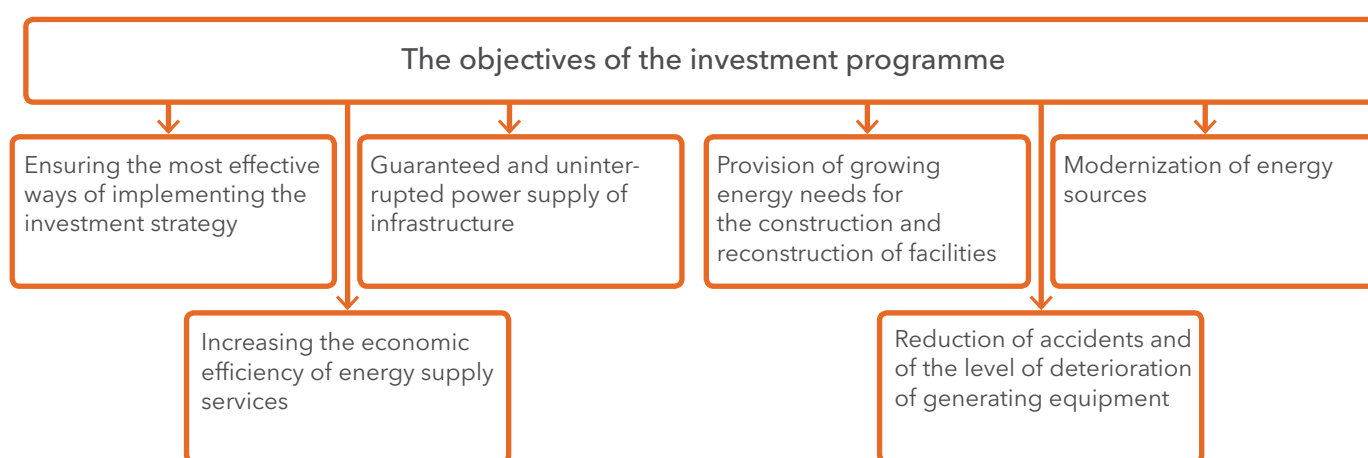 The objectives of the investment programme
Ensuring the most effective
ways of implementing the
investment strategy
Guaranteed and uninter-
rupted power supply of
infrastructure
Provision of growing
energy needs for
the construction and
reconstruction of facilities
Modernization of energy
sources
Increasing the economic
efficiency of energy supply
services
Reduction of accidents and
of the level of deterioration
of generating equipment